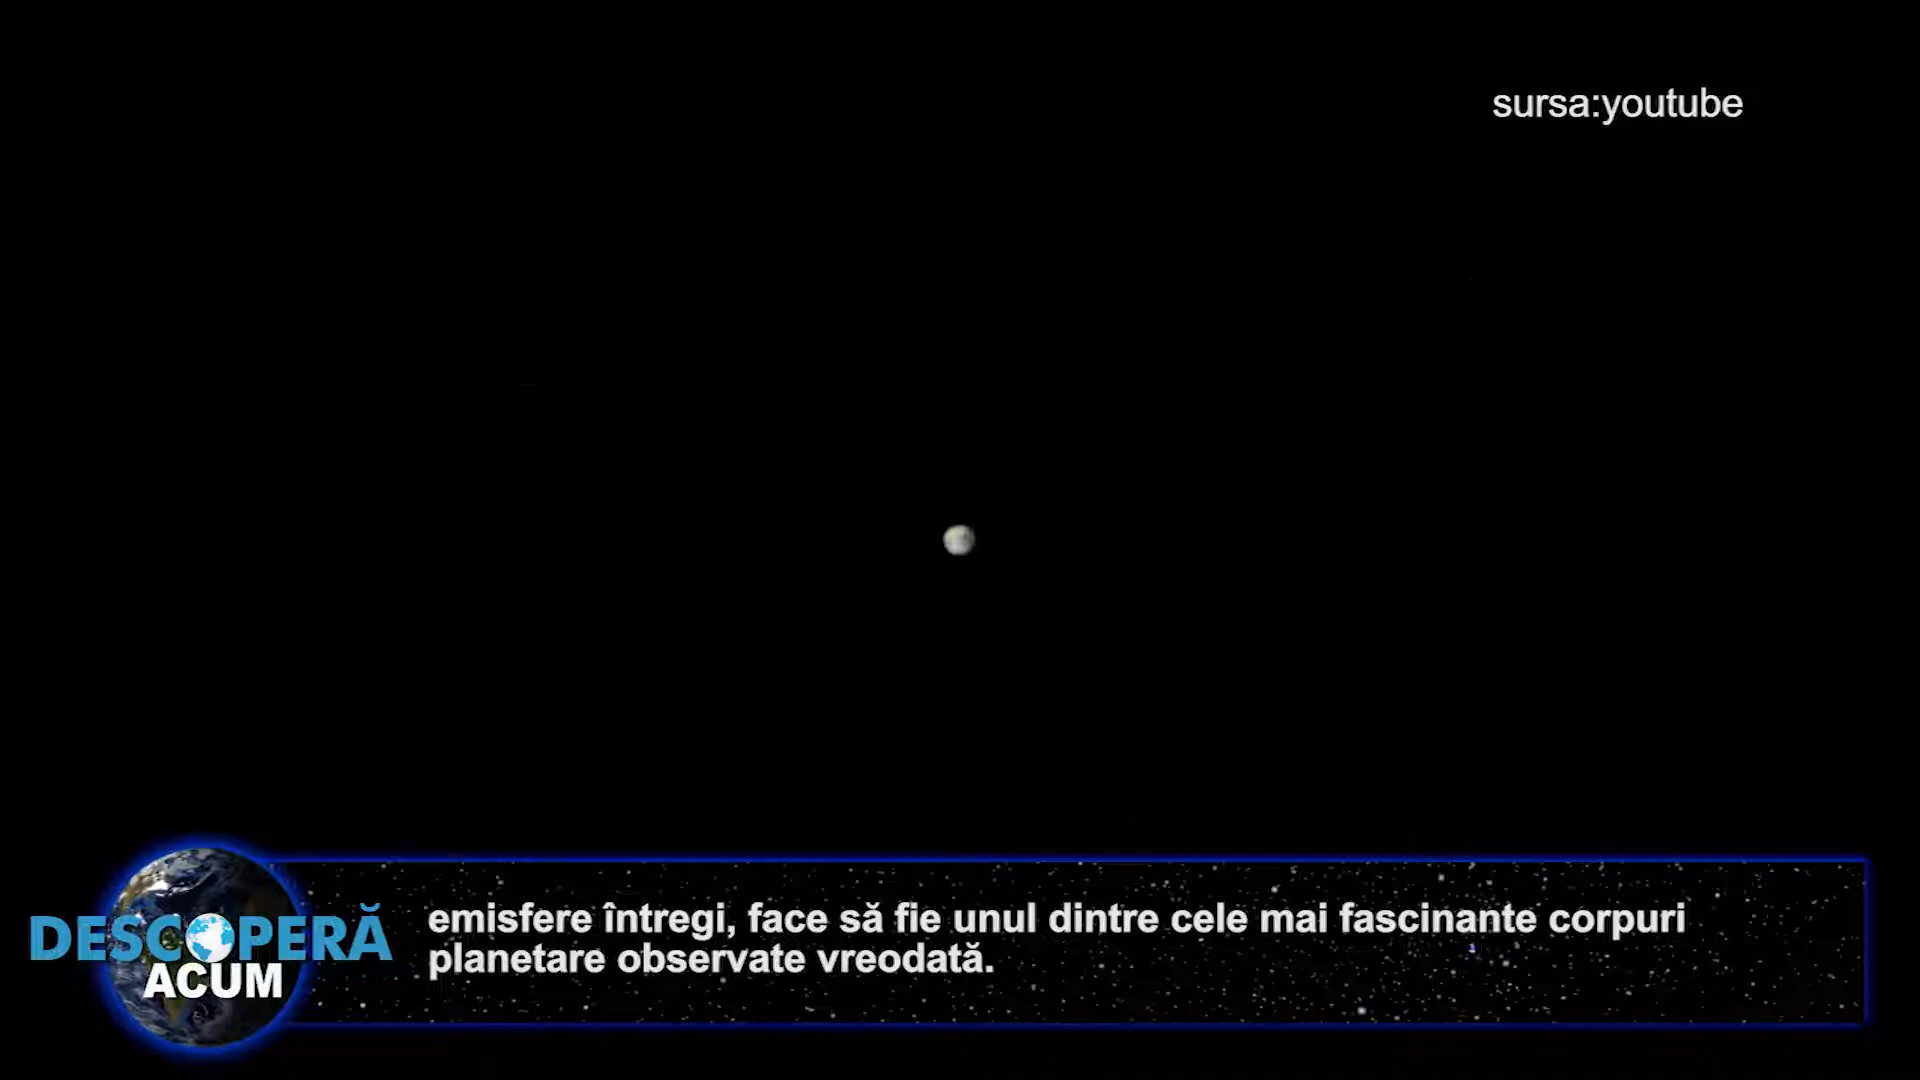 sursa:youtube
emisfere întregi, face să fie unul dintre cele mai fascinante corpuri
planetare observate vreodată.
DESCOPERĂ
ACUM